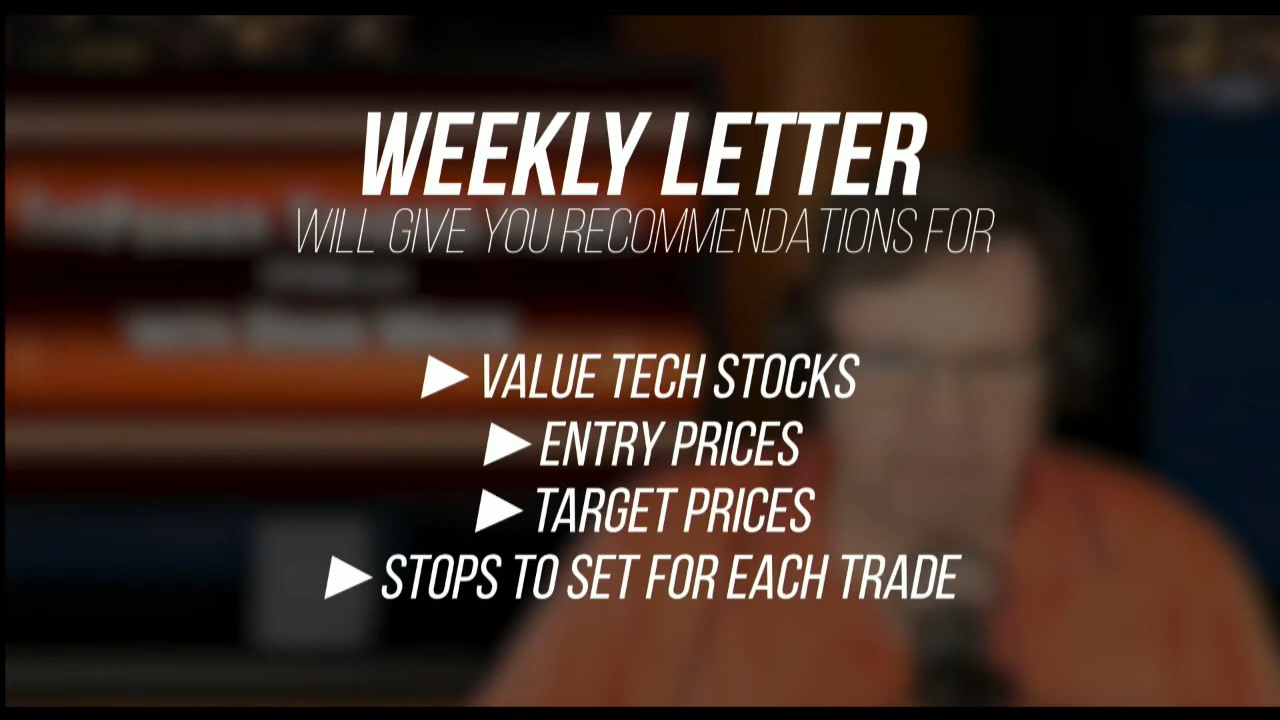 WEEKLY LETTER
WILL GIVE YOU RECOMMENDATIONS FOR
▶ VALUE TECH STOCKS
▶ ENTRY PRICES
▶ TARGET PRICES
▶ STOPS TO SET FOR EACH TRADE